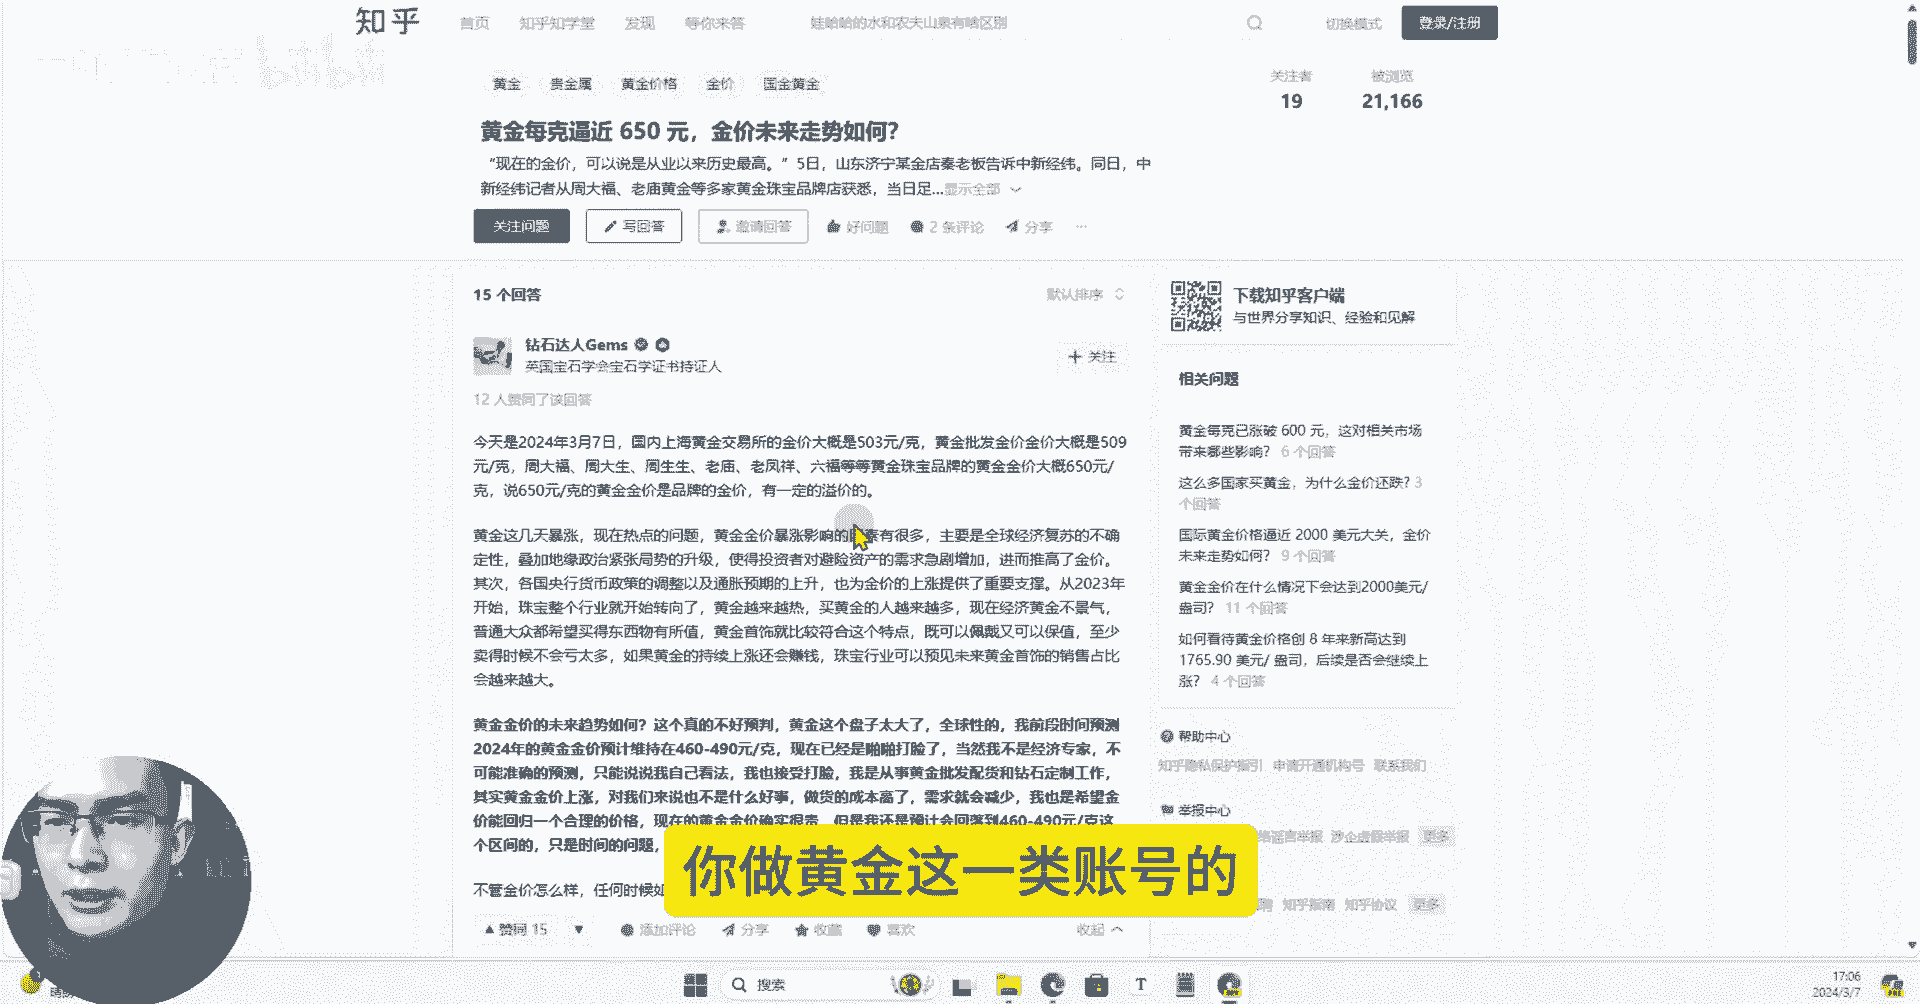 知乎 首页 知乎知学堂 发现 等你来答 娃哈哈的水和农夫山泉有啥区别 切换模式 登录/注册
黄金 贵金属 黄金价格 金价 国金黄金
关注者 被浏览
19 21,166
黄金每克逼近 650 元，金价未来走势如何？
“现在的金价，可以说是从业以来历史最高。”5日，山东济宁某金店秦老板告诉中新经纬。同日，中
新经纬记者从周大福、老庙黄金等多家黄金珠宝品牌店获悉，当日足...显示全部
关注问题 写回答 邀请回答 好问题 2 条评论 分享 ...
15 个回答 默认排序
钻石达人Gems
英国宝石学会宝石学证书持证人
+ 关注
12 人赞同了该回答
今天是2024年3月7日，国内上海黄金交易所的金价大概是503元/克，黄金批发金价金价大概是509
元/克，周大福、周大生、周生生、老庙、老凤祥、六福等等黄金珠宝品牌的黄金金价大概650元/
克，说650元/克的黄金金价是品牌的金价，有一定的溢价的。
黄金这几天暴涨，现在热点的问题，黄金金价暴涨影响的因素有很多，主要是全球经济复苏的不确
定性，叠加地缘政治紧张局势的升级，使得投资者对避险资产的需求急剧增加，进而推高了金价。
其次，各国央行货币政策的调整以及通胀预期的上升，也为金价的上涨提供了重要支撑。从2023年
开始，珠宝整个行业就开始转向了，黄金越来越热，买黄金的人越来越多，现在经济黄金不景气，
普通大众都希望买得东西物有所值，黄金首饰就比较符合这个特点，既可以佩戴又可以保值，至少
卖得时候不会亏太多，如果黄金的持续上涨还会赚钱，珠宝行业可以预见未来黄金首饰的销售占比
会越来越大。
黄金金价的未来趋势如何？这个真的不好预判，黄金这个盘子太大了，全球性的，我前段时间预测
2024年的黄金金价预计维持在460-490元/克，现在已经是啪啪打脸了，当然我不是经济专家，不
可能准确的预测，只能说说我自己看法，我也接受打脸，我是从事黄金批发配货和钻石定制工作，
其实黄金金价上涨，对我们来说也不是什么好事，做货的成本高了，需求就会减少，我也是希望金
价能回归一个合理的价格，现在的黄金金价确实很贵，但是我还是预计会回落到460-490元/克这
个区间的，只是时间的问题，
不管金价怎么样，任何时候如
赞同 15 添加评论 分享 收藏 喜欢 收起
下载知乎客户端
与世界分享知识、经验和见解
相关问题
黄金每克已涨破 600 元，这对相关市场
带来哪些影响？ 6 个回答
这么多国家买黄金，为什么金价还跌？3
个回答
国际黄金价格逼近 2000 美元大关，金价
未来走势如何？ 9 个回答
黄金金价在什么情况下会达到2000美元/
盎司？ 11 个回答
如何看待黄金价格创 8 年来新高达到
1765.90 美元/ 盎司，后续是否会继续上
涨？ 4 个回答
帮助中心
知乎隐私保护指引 申请开通机构号 联系我们
举报中心
谣言举报 涉企虚假举报 更多
知乎指南 知乎协议 更多
你做黄金这一类账号的
搜索
17:06
2024/3/7